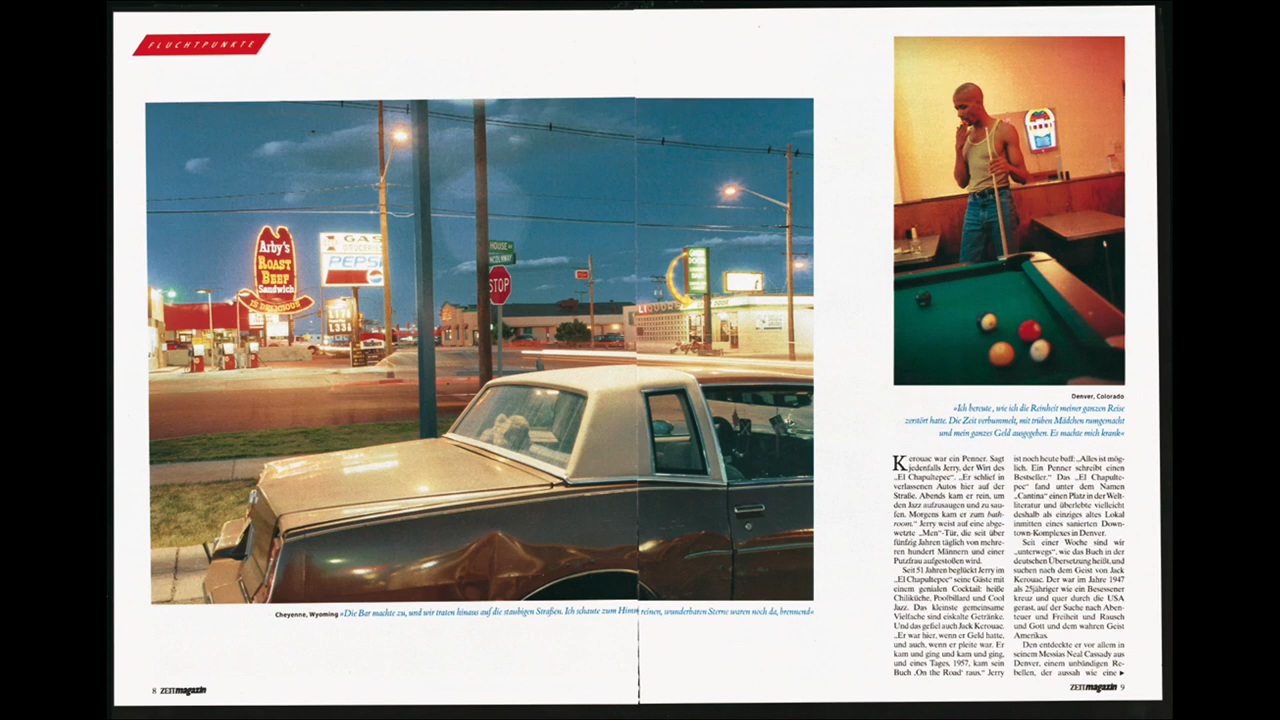 FLUCHTPUNKTE
Arby's
ROAST
BEEF
Sandwich
IS DELICIOUS
GAS
PEPSI
HOUSE
STOP
LIQUOR
Cheyenne, Wyoming »Die Bar machte zu, und wir traten hinaus auf die staubigen Straßen. Ich schaute zum Himm reinen, wunderbaren Sterne waren noch da, brennend«
8 ZEITmagazin
Denver, Colorado
»Ich bereute, wie ich die Reinheit meiner ganzen Reise
zerstört hatte. Die Zeit verbummelt, mit trüben Mädchen rumgemacht
und mein ganzes Geld ausgegeben. Es machte mich krank«
Kerouac war ein Penner. Sagt
jedenfalls Jerry, der Wirt des
„El Chapultepec“. „Er schlief in
verlassenen Autos hier auf der
Straße. Abends kam er rein, um
den Jazz aufzusaugen und zu sau-
fen. Morgens kam er zum bath-
room.“ Jerry weist auf eine abge-
wetzte „Men“-Tür, die seit über
fünfzig Jahren täglich von mehre-
ren hundert Männern und einer
Putzfrau aufgestoßen wird.
Seit 51 Jahren beglückt Jerry im
„El Chapultepec“ seine Gäste mit
einem genialen Cocktail: heiße
Chiliküche, Poolbillard und Cool
Jazz. Das kleinste gemeinsame
Vielfache sind eiskalte Getränke.
Und das gefiel auch Jack Kerouac.
„Er war hier, wenn er Geld hatte,
und auch, wenn er pleite war. Er
kam und ging und kam und ging,
und eines Tages, 1957, kam sein
Buch ‚On the Road‘ raus.“ Jerry
ist noch heute baff: „Alles ist mög-
lich. Ein Penner schreibt einen
Bestseller.“ Das „El Chapulte-
pec“ fand unter dem Namen
„Cantina“ einen Platz in der Welt-
literatur und überlebte vielleicht
deshalb als einziges altes Lokal
inmitten eines sanierten Down-
town-Komplexes in Denver.
Seit einer Woche sind wir
„unterwegs“, wie das Buch in der
deutschen Übersetzung heißt, und
suchen nach dem Geist von Jack
Kerouac. Der war im Jahre 1947
als 25jähriger wie ein Besessener
kreuz und quer durch die USA
gerast, auf der Suche nach Aben-
teuer und Freiheit und Rausch
und Gott und dem wahren Geist
Amerikas.
Den entdeckte er vor allem in
seinem Messias Neal Cassady aus
Denver, einem unbändigen Re-
bellen, der aussah wie eine ▶
ZEITmagazin 9